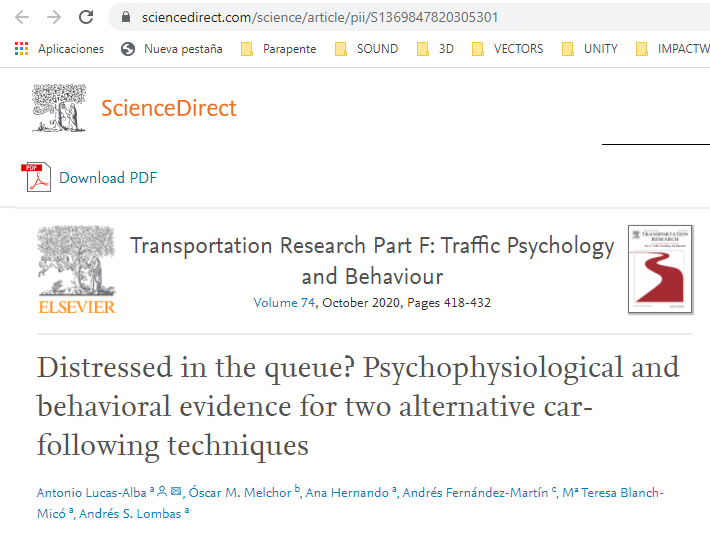 sciencedirect.com/science/article/pii/S1369847820305301
Aplicaciones Nueva pestaña Parapente SOUND 3D VECTORS UNITY IMPACTW
ScienceDirect
PDF
Download PDF
Transportation Research Part F: Traffic Psychology
and Behaviour
Volume 74, October 2020, Pages 418-432
ELSEVIER
TRANSPORTATION
RESEARCH
Distressed in the queue? Psychophysiological and
behavioral evidence for two alternative car-
following techniques
Antonio Lucas-Alba a, Óscar M. Melchor b, Ana Hernando a, Andrés Fernández-Martín c, Mª Teresa Blanch-
Micó a, Andrés S. Lombas a